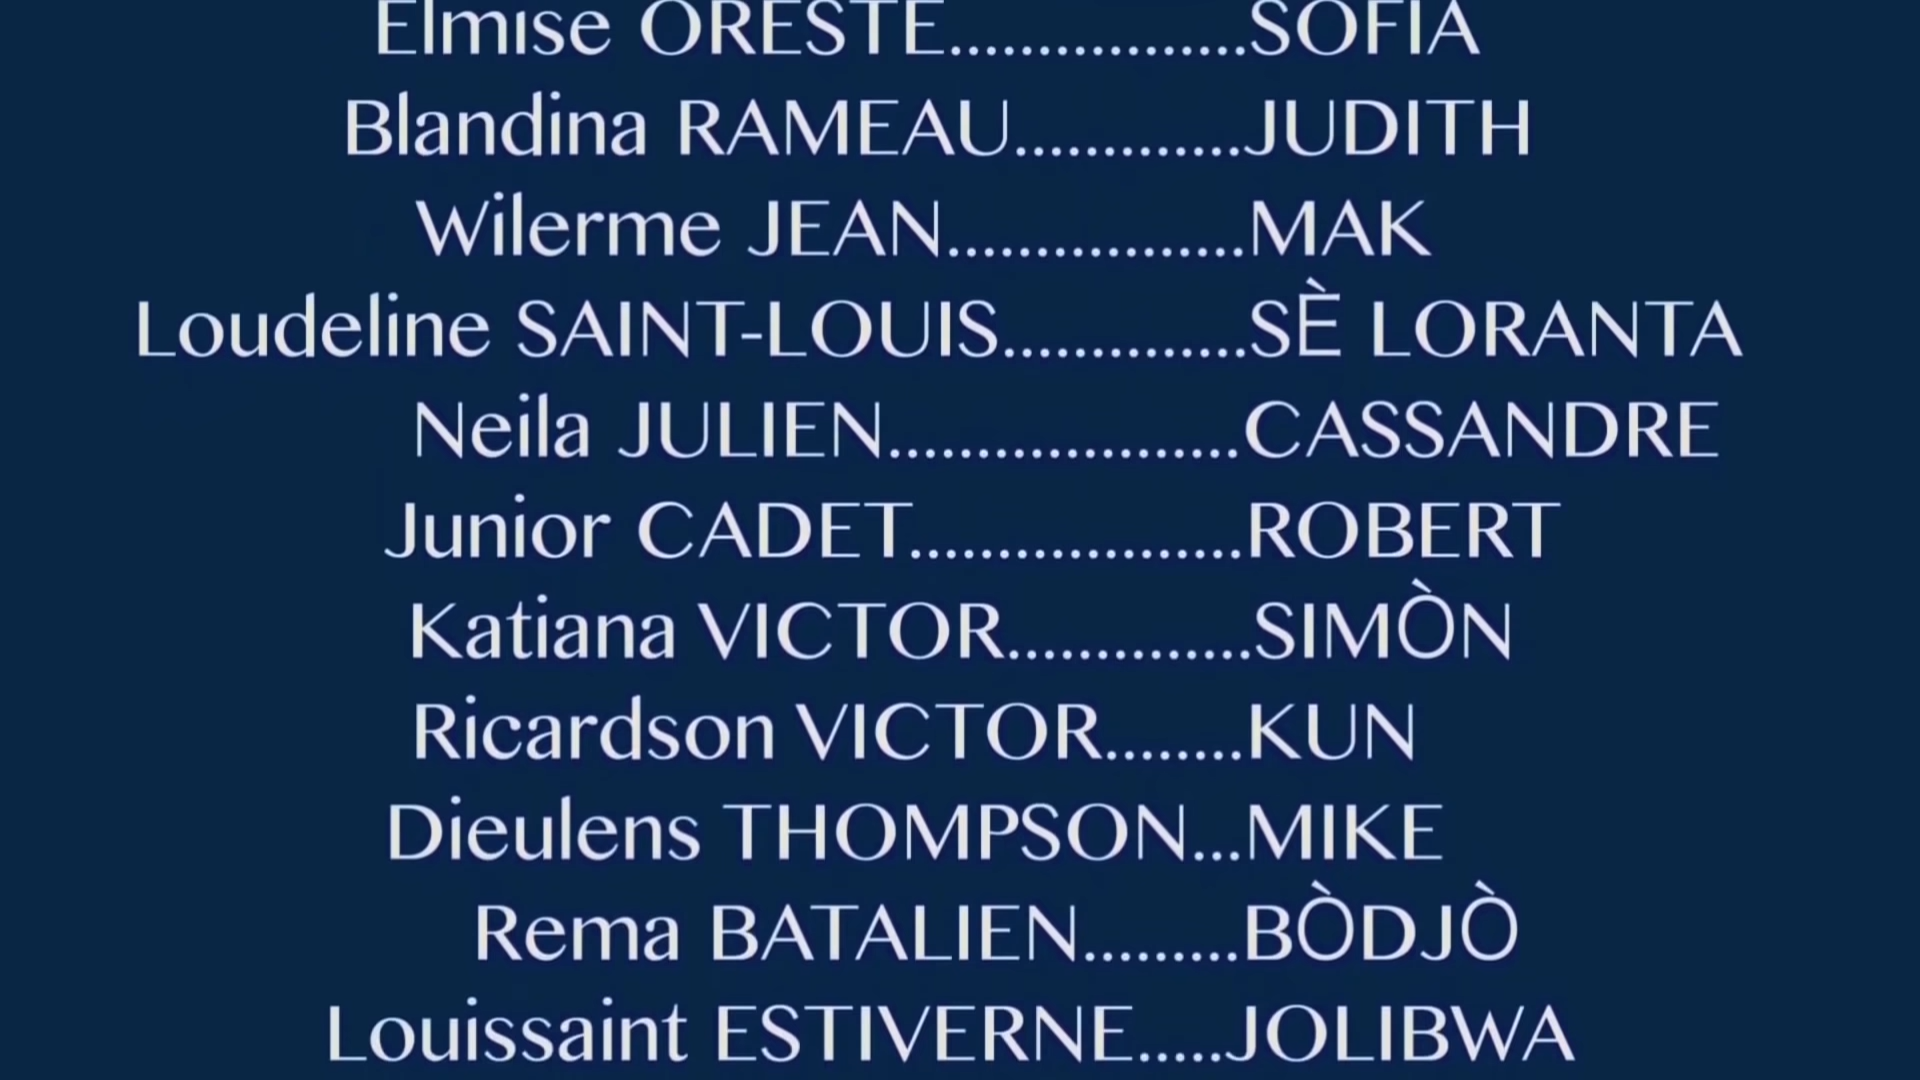 Elmise ORESTE.................SOFIA
Blandina RAMEAU.............JUDITH
Wilerme JEAN.................MAK
Loudeline SAINT-LOUIS..............SÈ LORANTA
Neila JULIEN....................CASSANDRE
Junior CADET...................ROBERT
Katiana VICTOR..............SIMÒN
Ricardson VICTOR........KUN
Dieulens THOMPSON...MIKE
Rema BATALIEN.........BÒDJÒ
Louissaint ESTIVERNE.....JOLIBWA